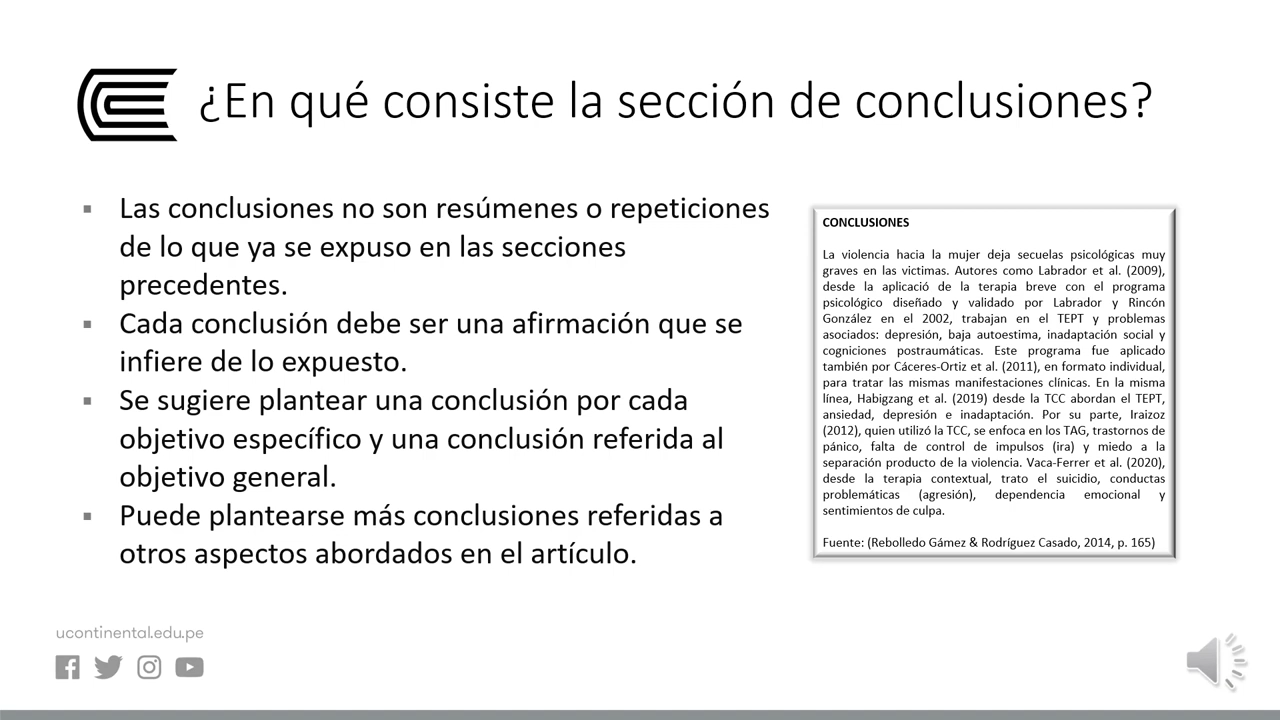 ¿En qué consiste la sección de conclusiones?
▪ Las conclusiones no son resúmenes o repeticiones
de lo que ya se expuso en las secciones
precedentes.
▪ Cada conclusión debe ser una afirmación que se
infiere de lo expuesto.
▪ Se sugiere plantear una conclusión por cada
objetivo específico y una conclusión referida al
objetivo general.
▪ Puede plantearse más conclusiones referidas a
otros aspectos abordados en el artículo.
CONCLUSIONES
La violencia hacia la mujer deja secuelas psicológicas muy
graves en las victimas. Autores como Labrador et al. (2009),
desde la aplicació de la terapia breve con el programa
psicológico diseñado y validado por Labrador y Rincón
González en el 2002, trabajan en el TEPT y problemas
asociados: depresión, baja autoestima, inadaptación social y
cogniciones postraumáticas. Este programa fue aplicado
también por Cáceres-Ortiz et al. (2011), en formato individual,
para tratar las mismas manifestaciones clínicas. En la misma
línea, Habigzang et al. (2019) desde la TCC abordan el TEPT,
ansiedad, depresión e inadaptación. Por su parte, Iraizoz
(2012), quien utilizó la TCC, se enfoca en los TAG, trastornos de
pánico, falta de control de impulsos (ira) y miedo a la
separación producto de la violencia. Vaca-Ferrer et al. (2020),
desde la terapia contextual, trato el suicidio, conductas
problemáticas (agresión), dependencia emocional y
sentimientos de culpa.
Fuente: (Rebolledo Gámez & Rodríguez Casado, 2014, p. 165)
ucontinental.edu.pe